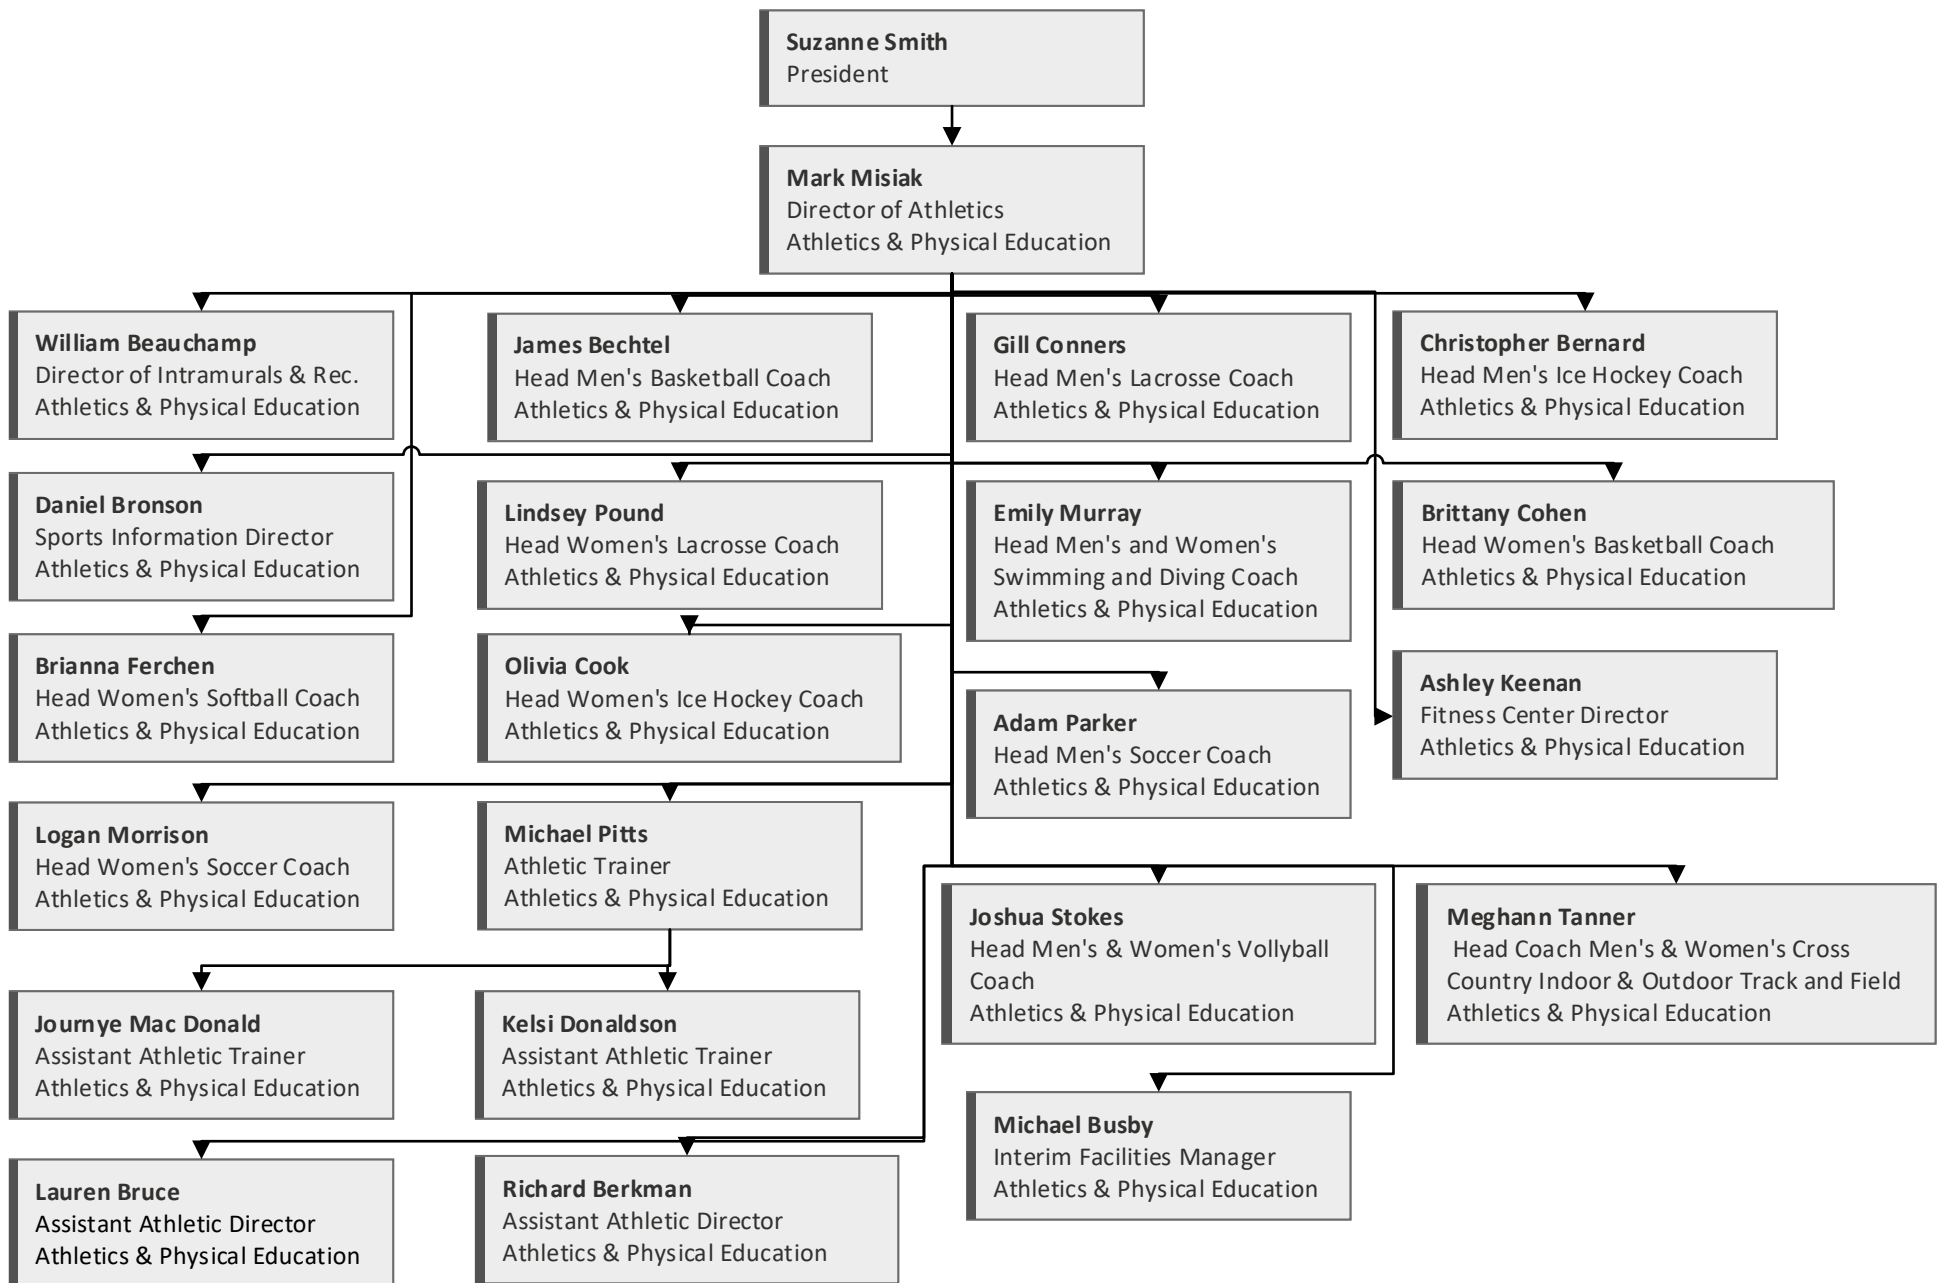 Suzanne Smith
President
Mark Misiak
Director of Athletics
Athletics & Physical Education
William Beauchamp
Director of Intramurals & Rec.
Athletics & Physical Education
James Bechtel
Head Men's Basketball Coach
Athletics & Physical Education
Gill Conners
Head Men's Lacrosse Coach
Athletics & Physical Education
Christopher Bernard
Head Men's Ice Hockey Coach
Athletics & Physical Education
Daniel Bronson
Sports Information Director
Athletics & Physical Education
Lindsey Pound
Head Women's Lacrosse Coach
Athletics & Physical Education
Emily Murray
Head Men's and Women's
Swimming and Diving Coach
Athletics & Physical Education
Brittany Cohen
Head Women's Basketball Coach
Athletics & Physical Education
Brianna Ferchen
Head Women's Softball Coach
Athletics & Physical Education
Olivia Cook
Head Women's Ice Hockey Coach
Athletics & Physical Education
Adam Parker
Head Men's Soccer Coach
Athletics & Physical Education
Ashley Keenan
Fitness Center Director
Athletics & Physical Education
Logan Morrison
Head Women's Soccer Coach
Athletics & Physical Education
Michael Pitts
Athletic Trainer
Athletics & Physical Education
Joshua Stokes
Head Men's & Women's Vollyball
Coach
Athletics & Physical Education
Meghann Tanner
Head Coach Men's & Women's Cross
Country Indoor & Outdoor Track and Field
Athletics & Physical Education
Journye Mac Donald
Assistant Athletic Trainer
Athletics & Physical Education
Kelsi Donaldson
Assistant Athletic Trainer
Athletics & Physical Education
Michael Busby
Interim Facilities Manager
Athletics & Physical Education
Lauren Bruce
Assistant Athletic Director
Athletics & Physical Education
Richard Berkman
Assistant Athletic Director
Athletics & Physical Education